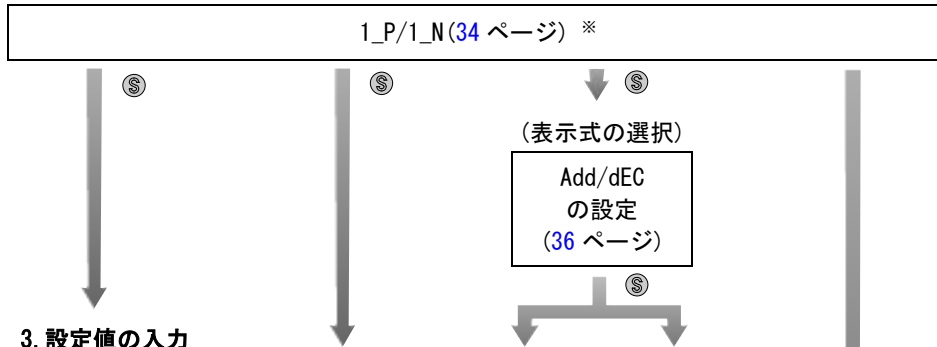 1_P/1_N(34 ページ) ※
Ⓢ
Ⓢ
Ⓢ
(表示式の選択)
Add/dEC
の設定
(36 ページ)
Ⓢ
3. 設定値の入力